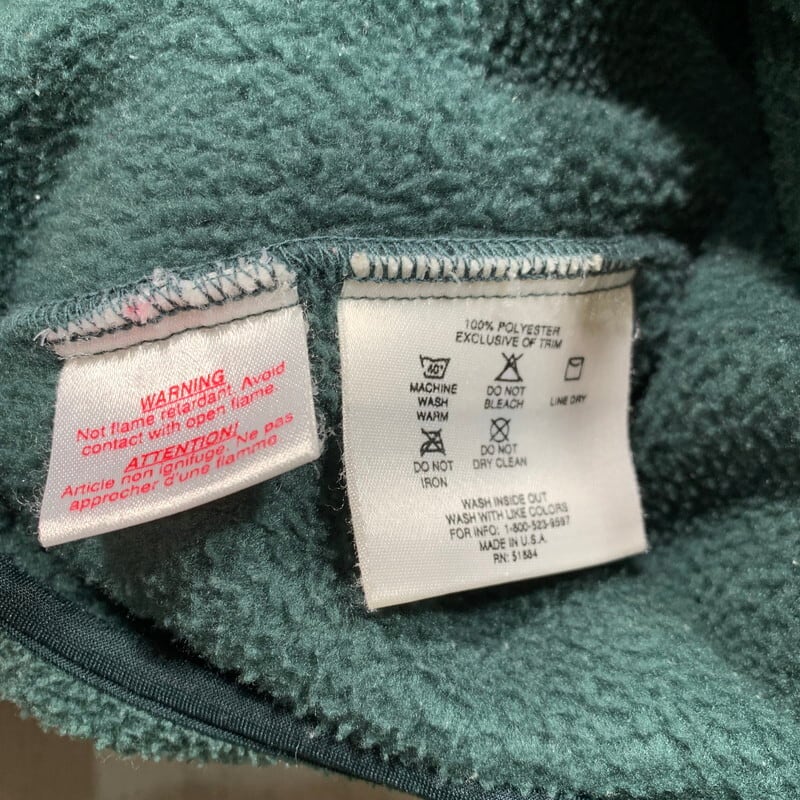 WARNING
Not flame retardant. Avoid
contact with open flame.
ATTENTION!
Article non ignifuge. Ne pas
approcher d'une flamme
100% POLYESTER
EXCLUSIVE OF TRIM
40°
MACHINE
WASH
WARM
DO NOT
BLEACH
LINE DRY
DO NOT
IRON
DO NOT
DRY CLEAN
WASH INSIDE OUT
WASH WITH LIKE COLORS
FOR INFO: 1-800-523-9597
MADE IN U.S.A.
RN: 51884